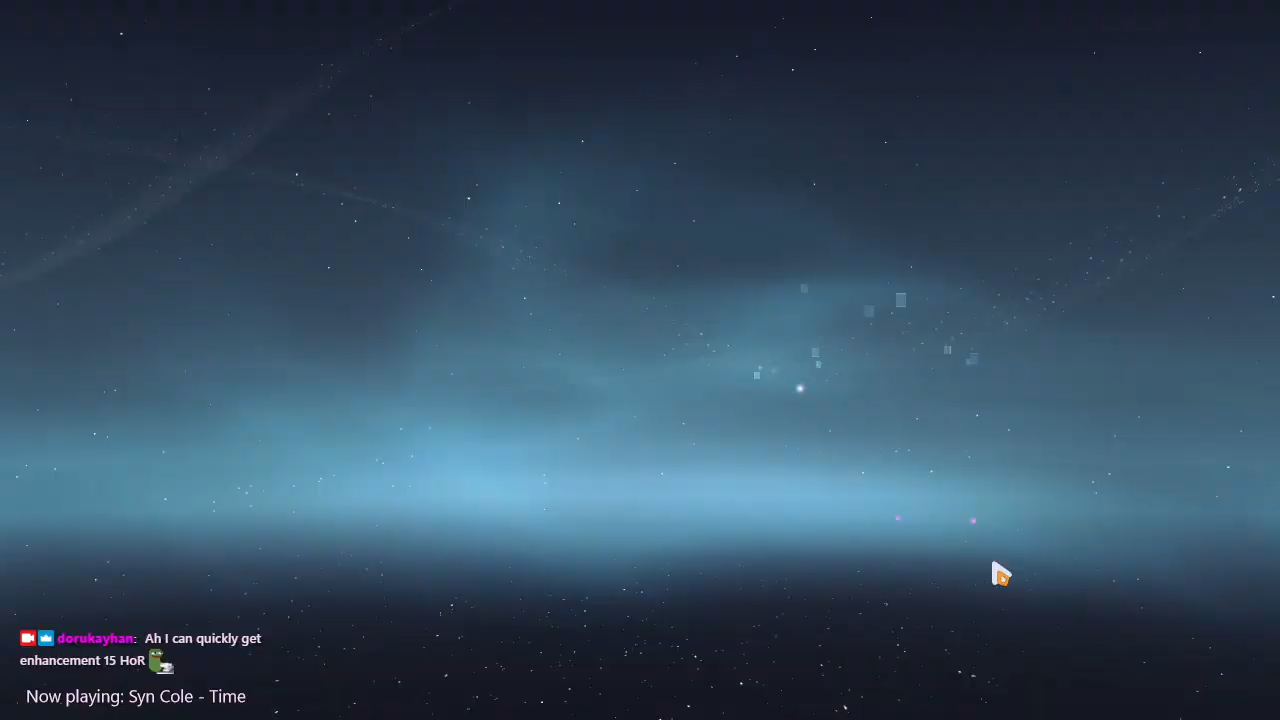 dorukayhan: Ah I can quickly get
enhancement 15 HoR
Now playing: Syn Cole - Time